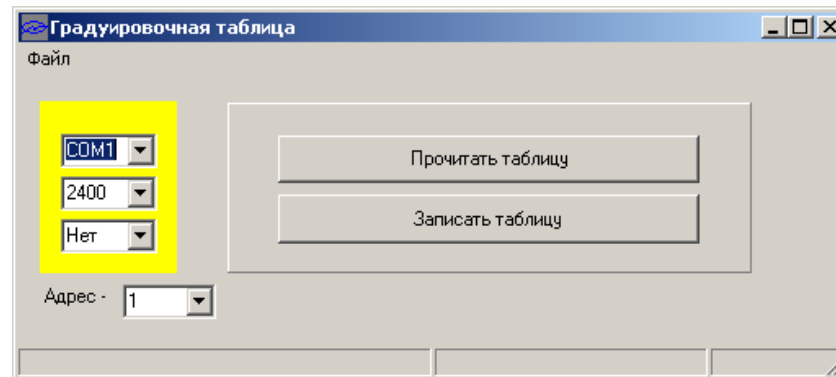 Градуировочная таблица
Файл
COM1
2400
Нет
Прочитать таблицу
Записать таблицу
Адрес - 1